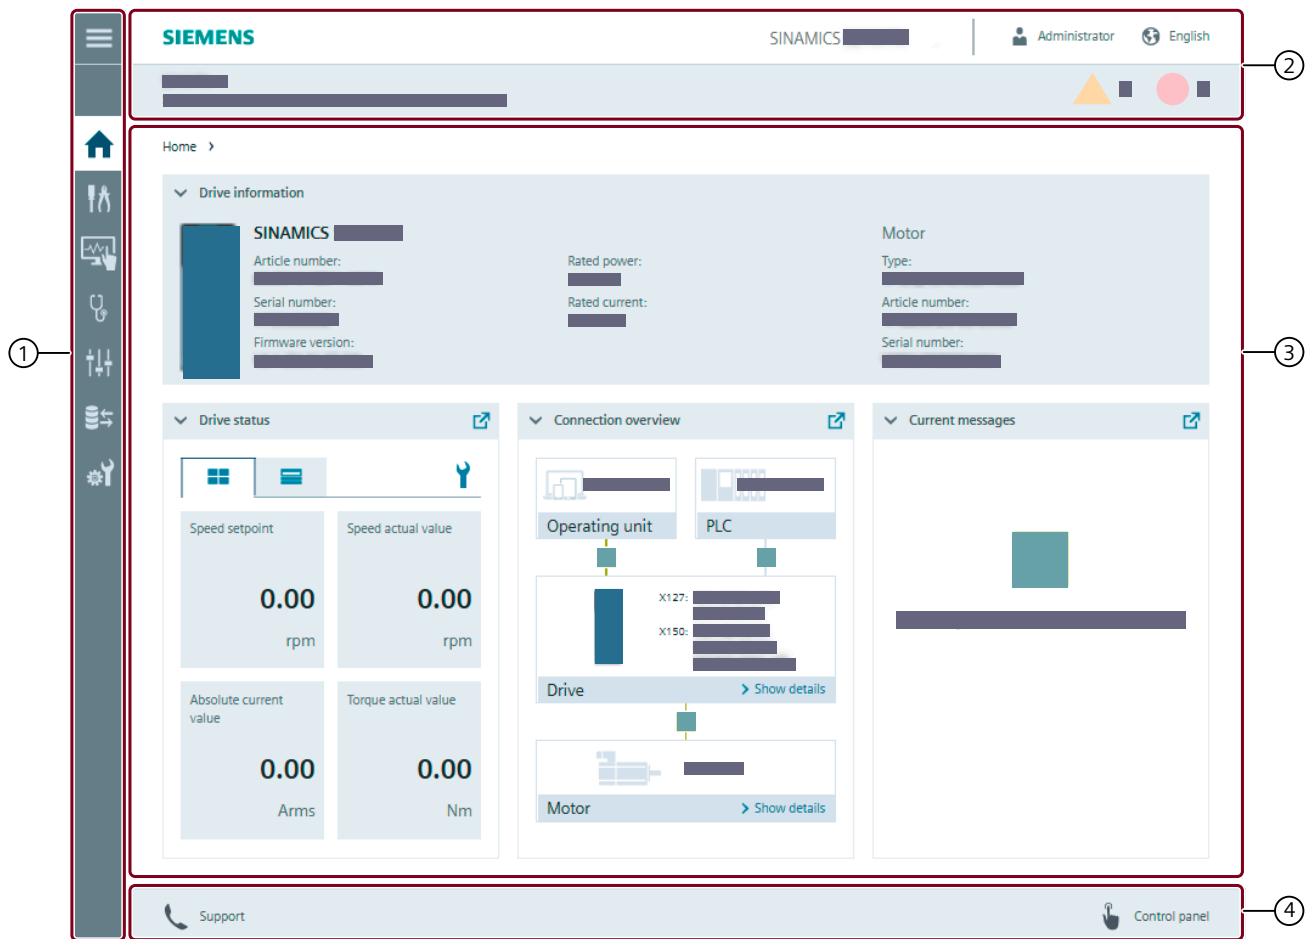 SIEMENS
SINAMICS
Administrator
English
2
Home
Drive information
SINAMICS
Motor
Article number:
Rated power:
Type:
Serial number:
Rated current:
Article number:
Firmware version:
Serial number:
1
3
Drive status
Connection overview
Current messages
Speed setpoint
Speed actual value
0.00
0.00
rpm
rpm
Absolute current
value
Torque actual value
0.00
0.00
Arms
Nm
Operating unit
PLC
X127:
X150:
Drive
Show details
Motor
Show details
Support
Control panel
4